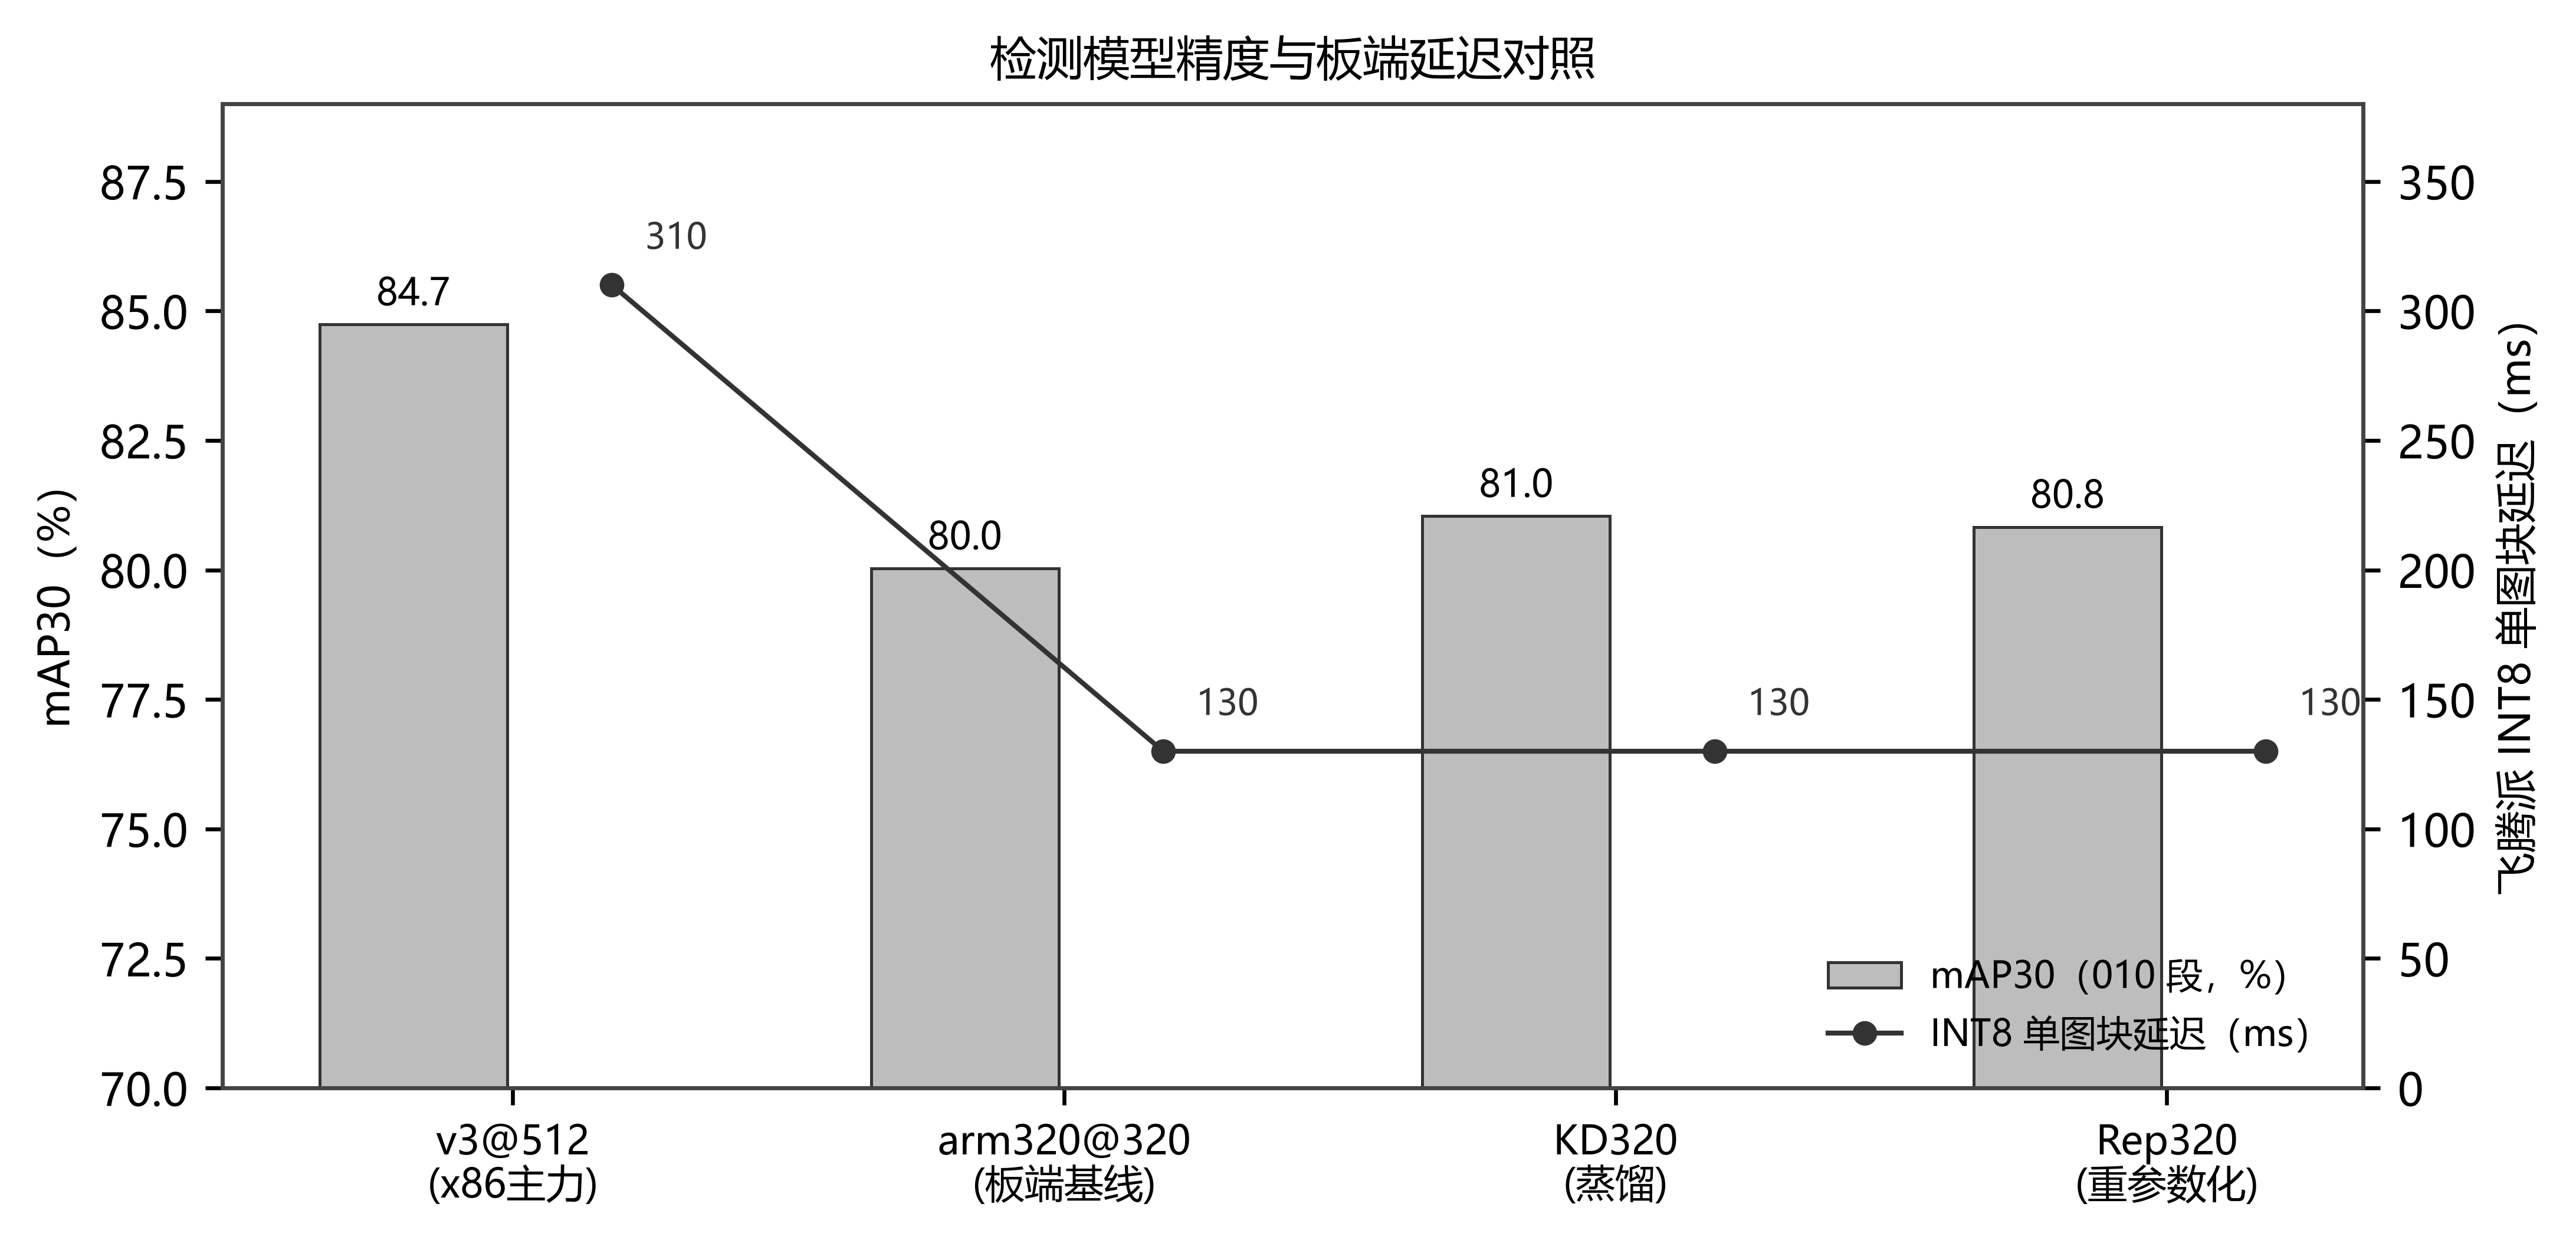 检测模型精度与板端延迟对照
mAP30（%）
87.5
85.0
82.5
80.0
77.5
75.0
72.5
70.0
84.7
80.0
81.0
80.8
310
130
130
130
mAP30（010 段，%）
INT8 单图块延迟（ms）
350
300
250
200
150
100
50
0
飞腾派 INT8 单图块延迟（ms）
v3@512
(x86主力)
arm320@320
(板端基线)
KD320
(蒸馏)
Rep320
(重参数化)